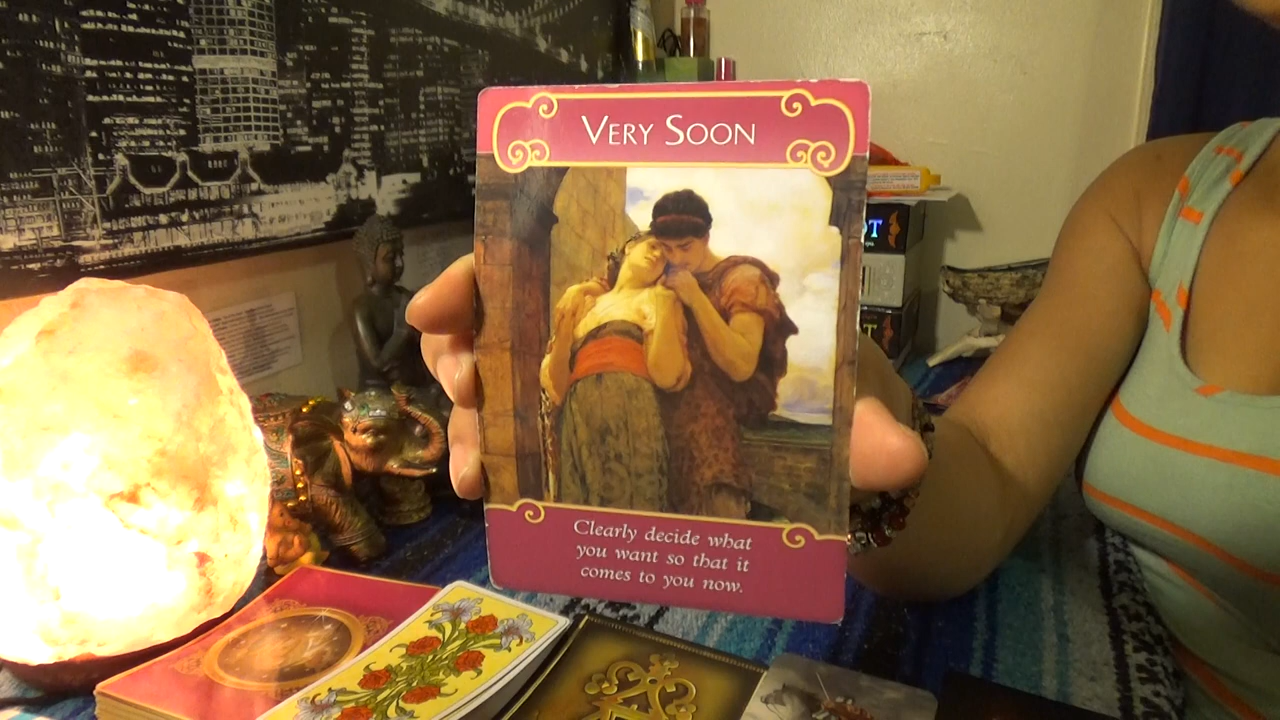 Very Soon
Clearly decide what
you want so that it
comes to you now.